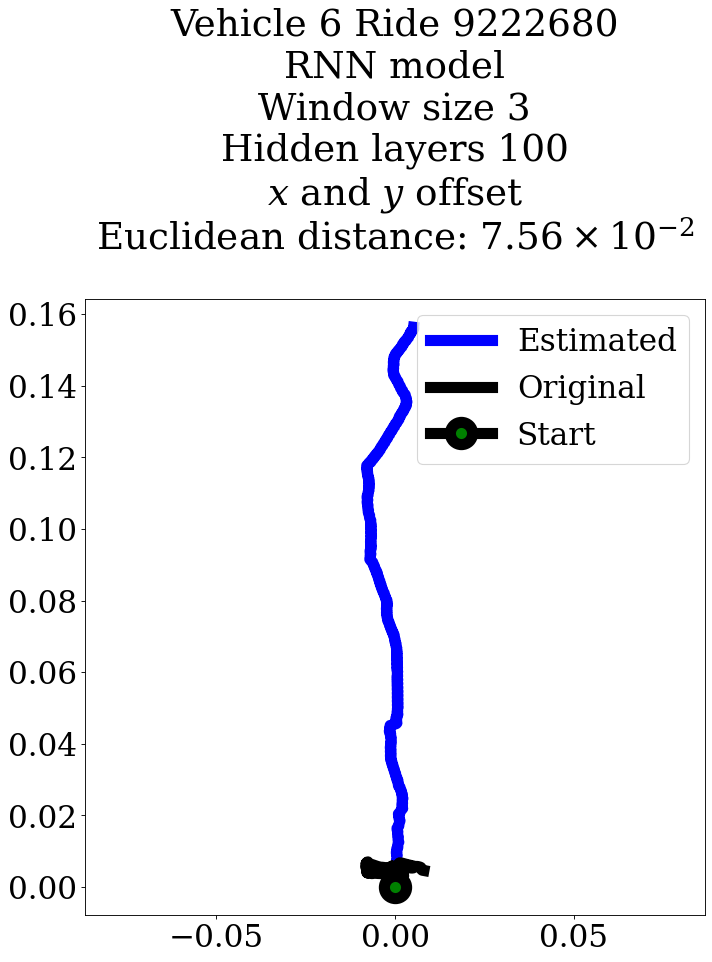 Vehicle 6 Ride 9222680
RNN model
Window size 3
Hidden layers 100
x and y offset
Euclidean distance: 7.56 × 10⁻²
0.16
0.14
0.12
0.10
0.08
0.06
0.04
0.02
0.00
Estimated
Original
Start
−0.05 0.00 0.05